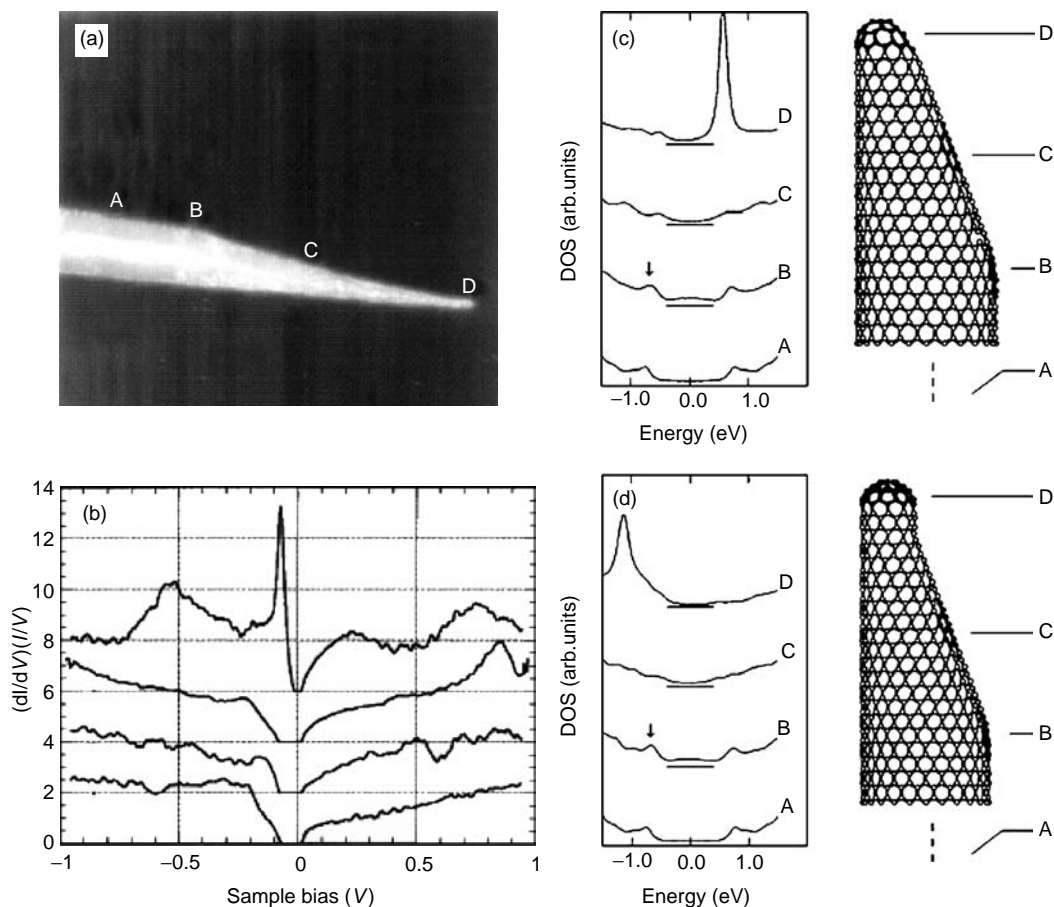 (a)
A
B
C
D
(b)
(dI/dV)(I/V)
14
12
10
8
6
4
2
0
−1
−0.5
0
0.5
1
Sample bias (V)
(c)
DOS (arb.units)
D
C
B
A
−1.0
0.0
1.0
Energy (eV)
D
C
B
A
(d)
DOS (arb.units)
D
C
B
A
−1.0
0.0
1.0
Energy (eV)
D
C
B
A